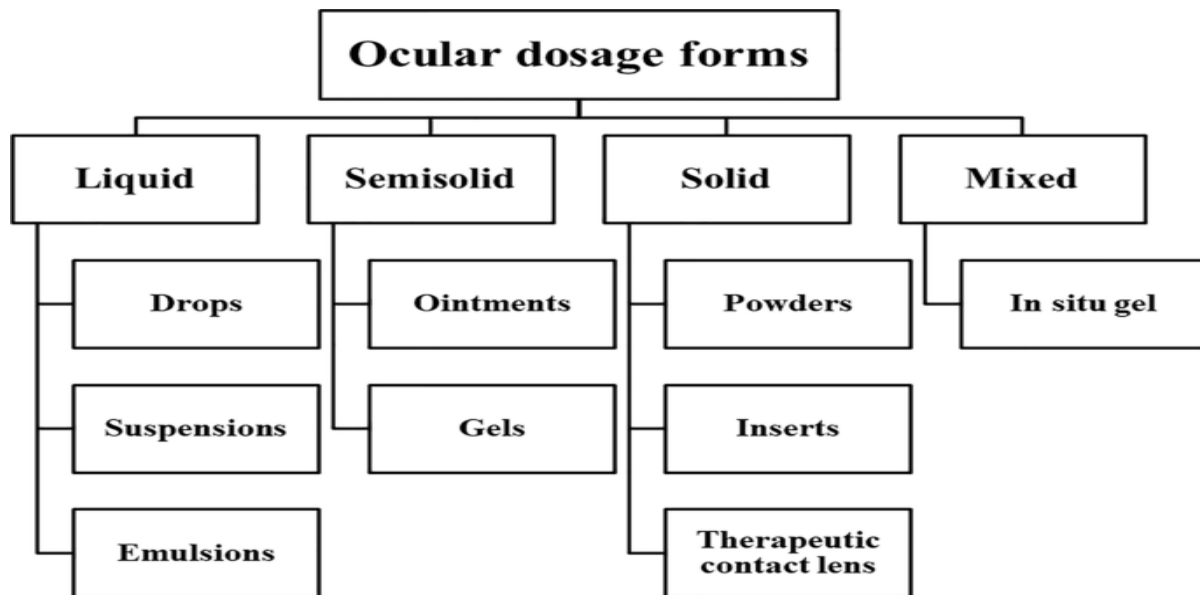 Ocular dosage forms
Liquid
Semisolid
Solid
Mixed
Drops
Ointments
Powders
In situ gel
Suspensions
Gels
Inserts
Emulsions
Therapeutic
contact lens